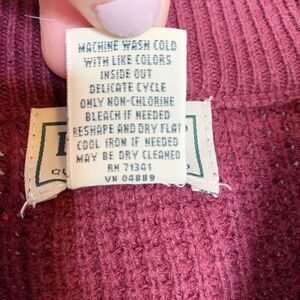 MACHINE WASH COLD
WITH LIKE COLORS
INSIDE OUT
DELICATE CYCLE
ONLY NON-CHLORINE
BLEACH IF NEEDED
RESHAPE AND DRY FLAT
COOL IRON IF NEEDED
MAY BE DRY CLEANED
RN 71341
VN 04889